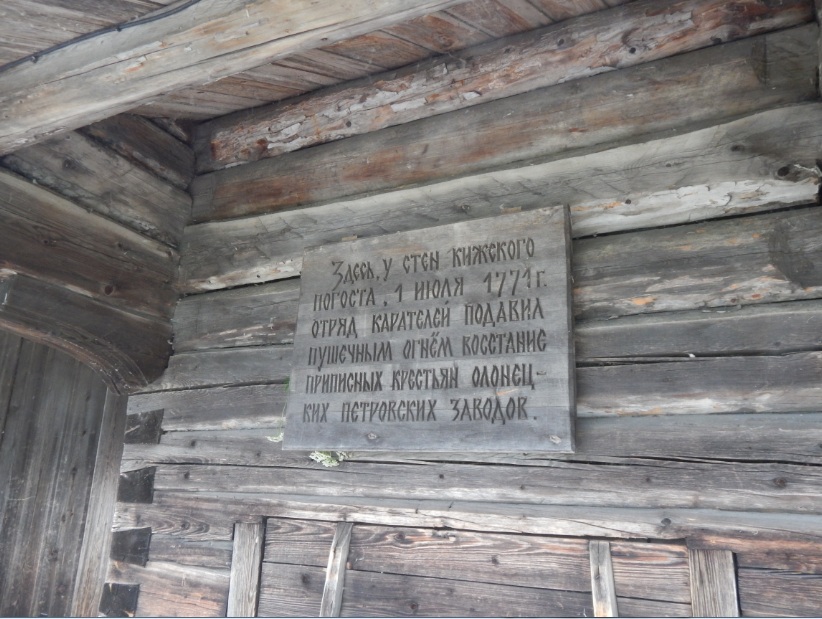 Здесь, у стен Кижского
погоста, 1 июля 1771 г.
отряд карателей подавил
пушечным огнём восстание
приписных крестьян Олонец-
ких Петровских заводов.